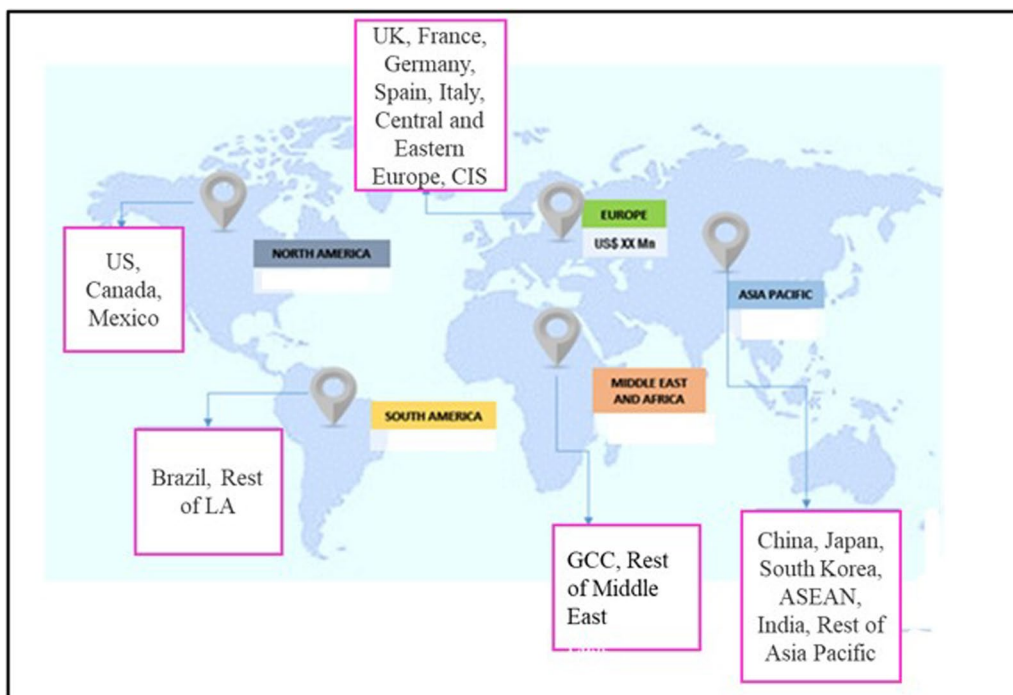 UK, France,
Germany,
Spain, Italy,
Central and
Eastern
Europe, CIS
EUROPE
US$ XX Mn
NORTH AMERICA
US,
Canada,
Mexico
ASIA PACIFIC
MIDDLE EAST
AND AFRICA
SOUTH AMERICA
Brazil, Rest
of LA
GCC, Rest
of Middle
East
China, Japan,
South Korea,
ASEAN,
India, Rest of
Asia Pacific